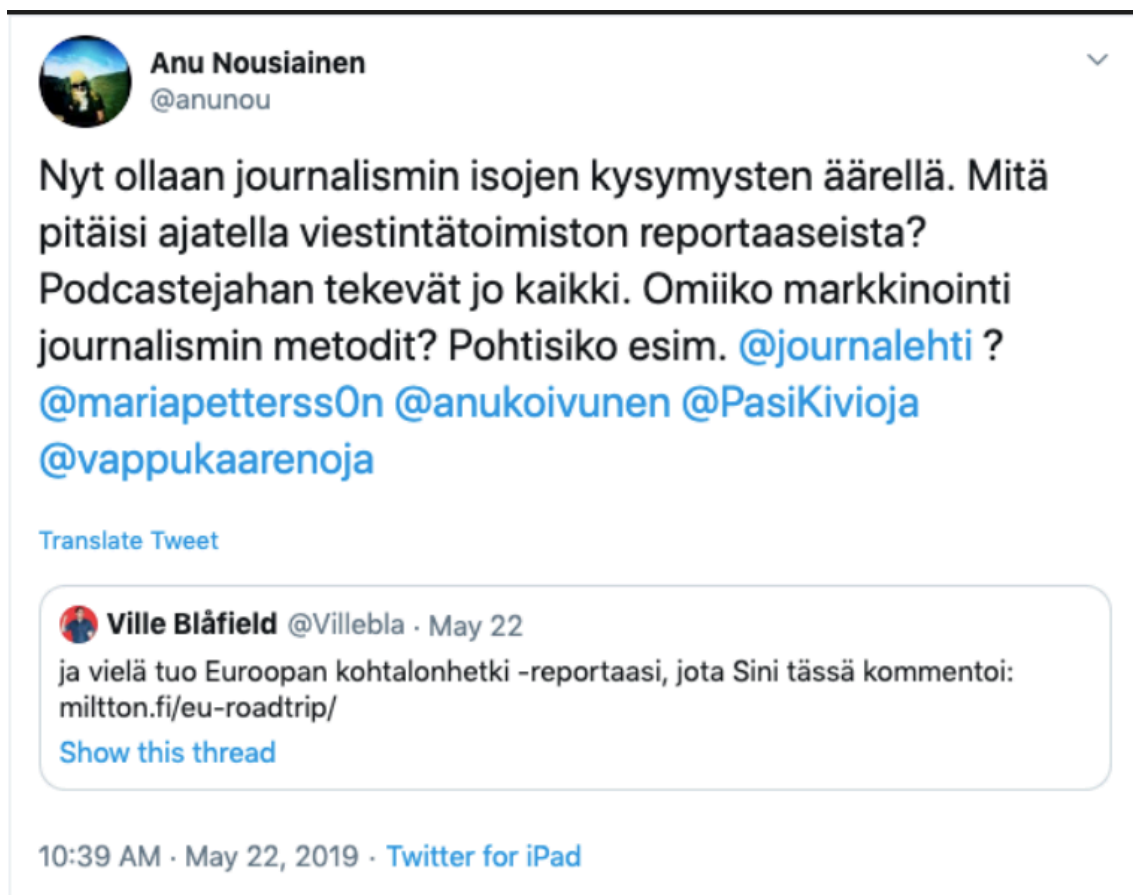 Anu Nousiainen
@anunou
Nyt ollaan journalismin isojen kysymysten äärellä. Mitä
pitäisi ajatella viestintätoimiston reportaaseista?
Podcastejahan tekevät jo kaikki. Omiiko markkinointi
journalismin metodit? Pohtisiko esim. @journalehti ?
@mariapetterss0n @anukoivunen @PasiKivioja
@vappukaarenoja
Translate Tweet
Ville Blåfield @Villebla · May 22
ja vielä tuo Euroopan kohtalonhetki -reportaasi, jota Sini tässä kommentoi:
miltton.fi/eu-roadtrip/
Show this thread
10:39 AM · May 22, 2019 · Twitter for iPad